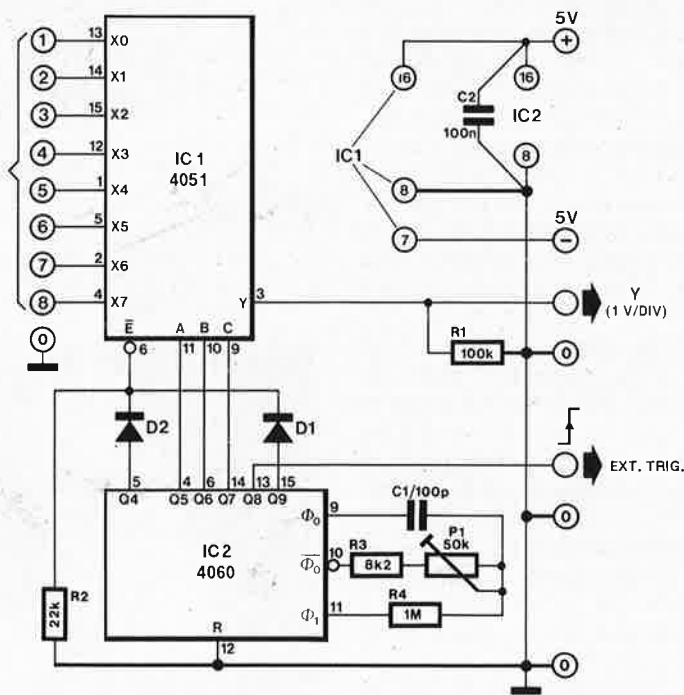 1 13 X0
2 14 X1
3 15 X2
4 12 X3
5 1 X4
6 5 X5
7 2 X6
8 4 X7
0
IC 1
4051
Y 3
E A B C
6 11 10 9
5V
+
16 16
C2
100n
IC2
IC1
8
8
7
5V
−
Y
(1 V/DIV)
R1
100k
0
D2 D1
EXT. TRIG.
5 4 6 14 13 15
Q4 Q5 Q6 Q7 Q8 Q9
IC2
4060
Φ0 9
C1/100p
P1
50k
Φ0 10
R3
8k2
Φ1 11
R4
1M
0
R2
22k
R
12
0